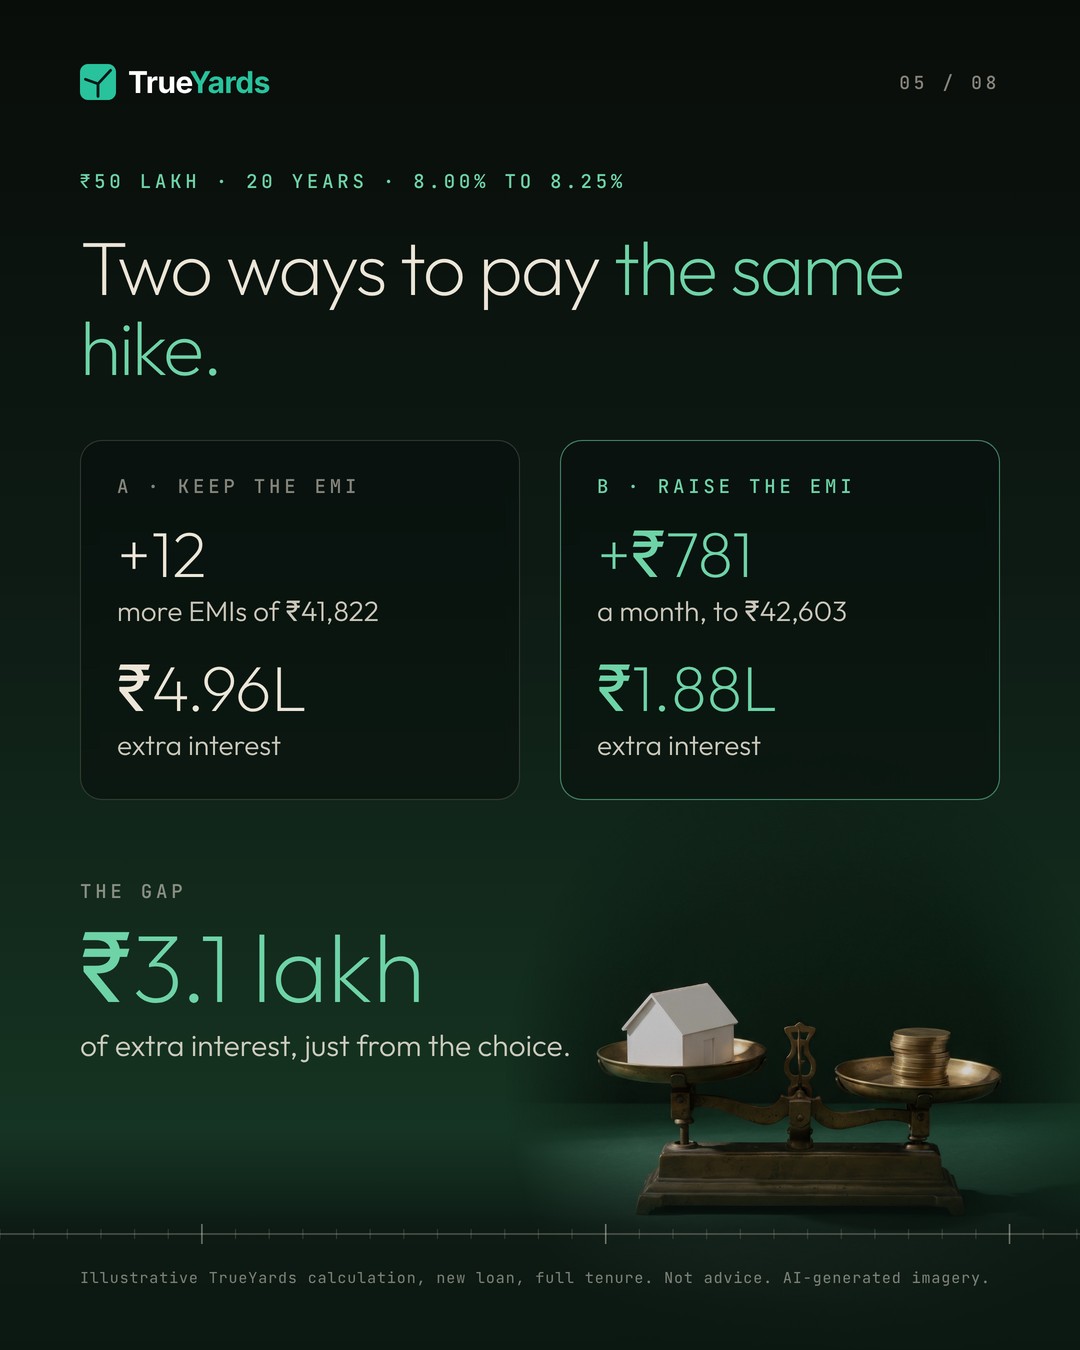 TrueYards
05 / 08
₹50 LAKH · 20 YEARS · 8.00% TO 8.25%
Two ways to pay the same
hike.
A · KEEP THE EMI
+12
more EMIs of ₹41,822
₹4.96L
extra interest
B · RAISE THE EMI
+₹781
a month, to ₹42,603
₹1.88L
extra interest
THE GAP
₹3.1 lakh
of extra interest, just from the choice.
Illustrative TrueYards calculation, new loan, full tenure. Not advice. AI-generated imagery.